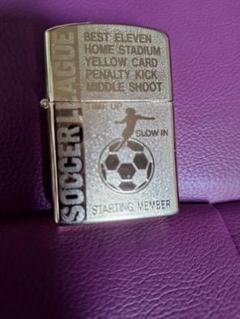 SOCCER LEAGUE
BEST ELEVEN
HOME STADIUM
YELLOW CARD
PENALTY KICK
MIDDLE SHOOT
TIME UP
SLOW IN
STARTING MEMBER